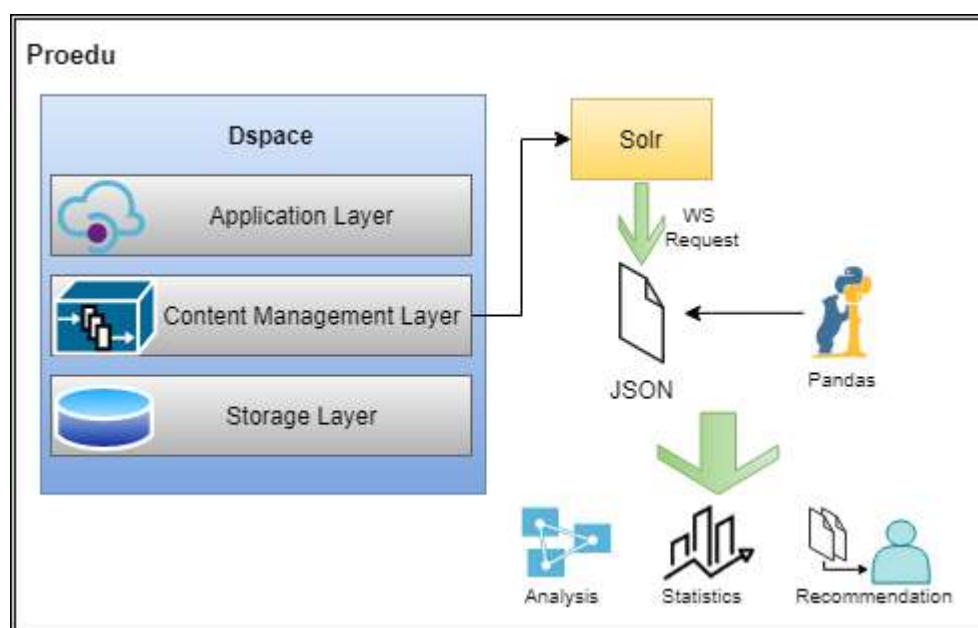 Proedu
Dspace
Application Layer
Content Management Layer
Storage Layer
Solr
WS
Request
JSON
Pandas
Analysis
Statistics
Recommendation